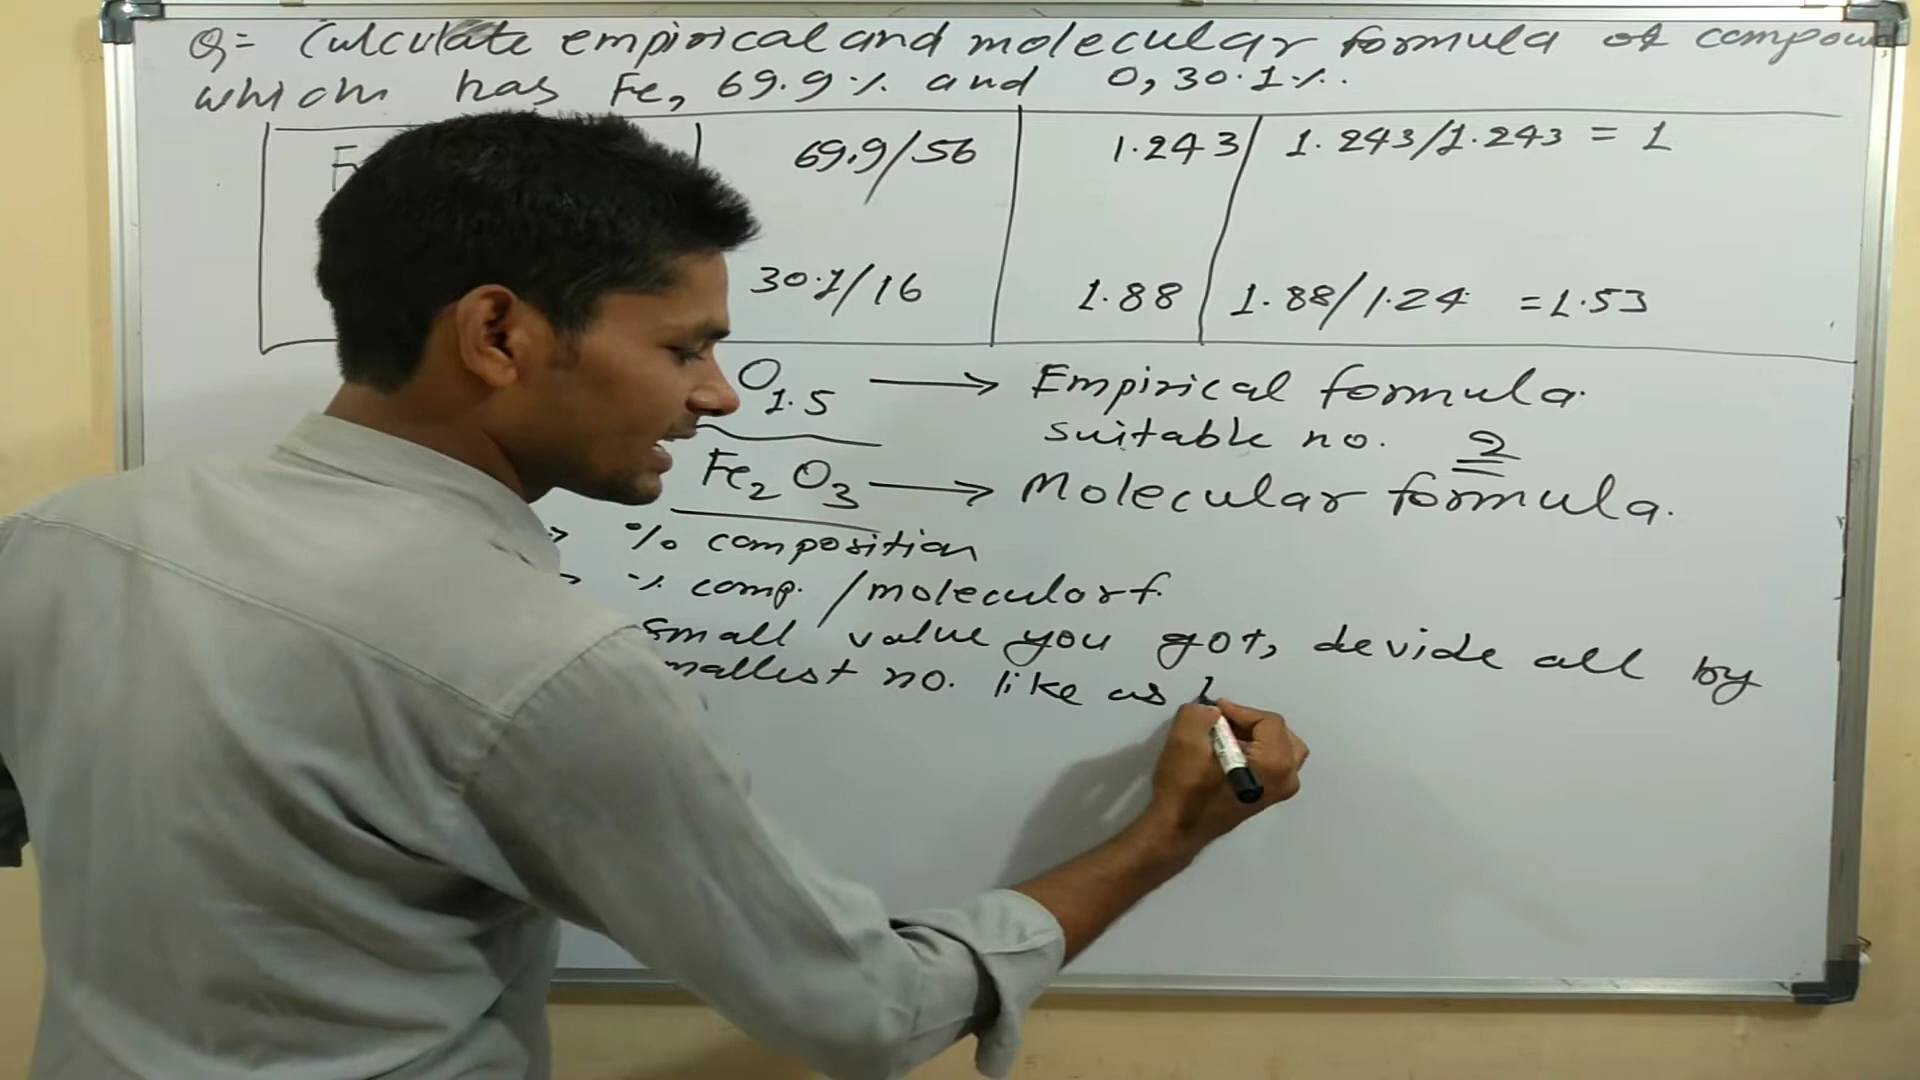 Q= Calculate empirical and molecular formula of compound
which has Fe, 69.9% and O, 30.1%.
69.9/56 1.243 1.243/1.243 = 1
30.1/16 1.88 1.88/1.24 =1.53
O1.5 → Empirical formula.
suitable no. 2
Fe2O3 → Molecular formula.
% composition
% comp. /molecular f.
small value you got, devide all by
smallest no. like as 1